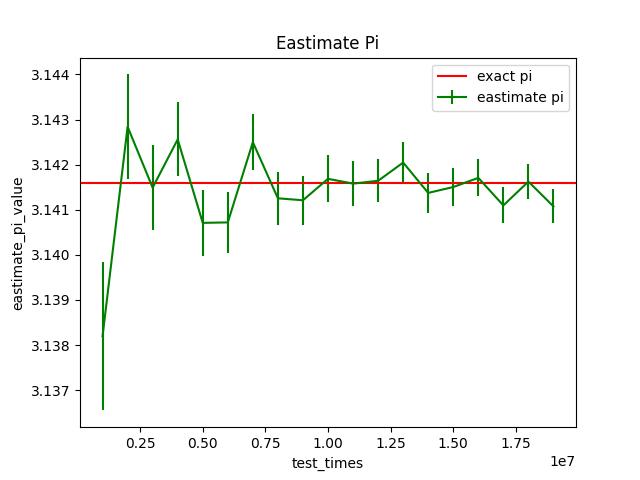 Eastimate Pi
exact pi
eastimate pi
3.144
3.143
3.142
3.141
3.140
3.139
3.138
3.137
eastimate_pi_value
0.25 0.50 0.75 1.00 1.25 1.50 1.75
1e7
test_times